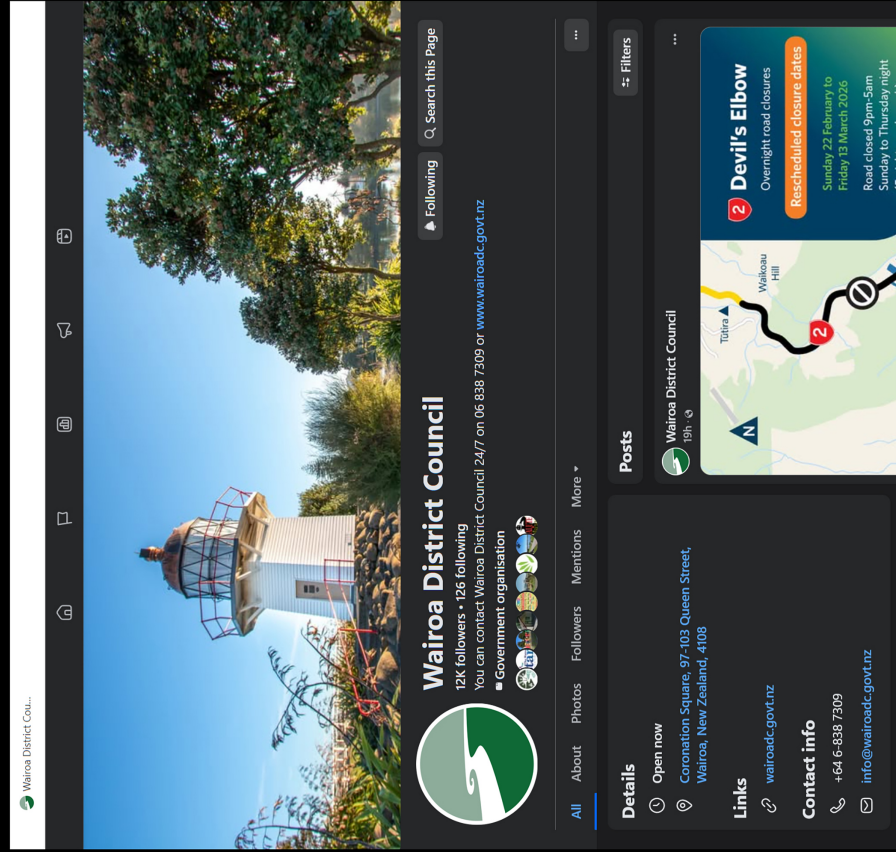 Wairoa District Cou...
Wairoa District Council
12K followers • 126 following
You can contact Wairoa District Council 24/7 on 06 838 7309 or www.wairoadc.govt.nz
Government organisation
Following
Search this Page
All
About
Photos
Followers
Mentions
More
...
Details
Open now
Coronation Square, 97-103 Queen Street,
Wairoa, New Zealand, 4108
Links
wairoadc.govt.nz
Contact info
+64 6-838 7309
info@wairoadc.govt.nz
Posts
Filters
Wairoa District Council
19h ·
...
N
Tūtira
Waikoau
Hill
2
2 Devil's Elbow
Overnight road closures
Rescheduled closure dates
Sunday 22 February to
Friday 13 March 2026
Road closed 9pm-5am
Sunday to Thursday night